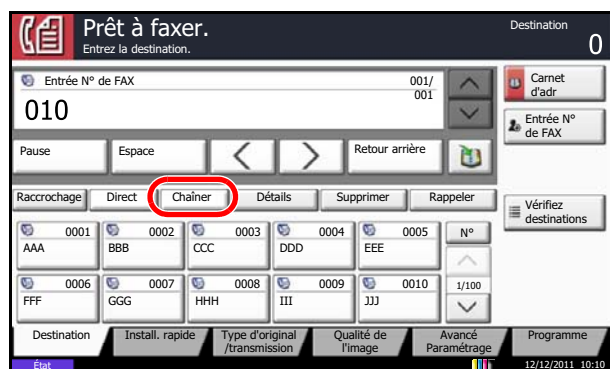 Prêt à faxer.
Entrez la destination.
Destination
0
Entrée N° de FAX
001/
001
010
Carnet
d'adr
Entrée N°
de FAX
Pause
Espace
Retour arrière
Raccrochage
Direct
Chaîner
Détails
Supprimer
Rappeler
Vérifiez
destinations
0001
AAA
0002
BBB
0003
CCC
0004
DDD
0005
EEE
N°
0006
FFF
0007
GGG
0008
HHH
0009
III
0010
JJJ
1/100
Destination
Install. rapide
Type d'original
/transmission
Qualité de
l'image
Avancé
Paramétrage
Programme
État
12/12/2011 10:10